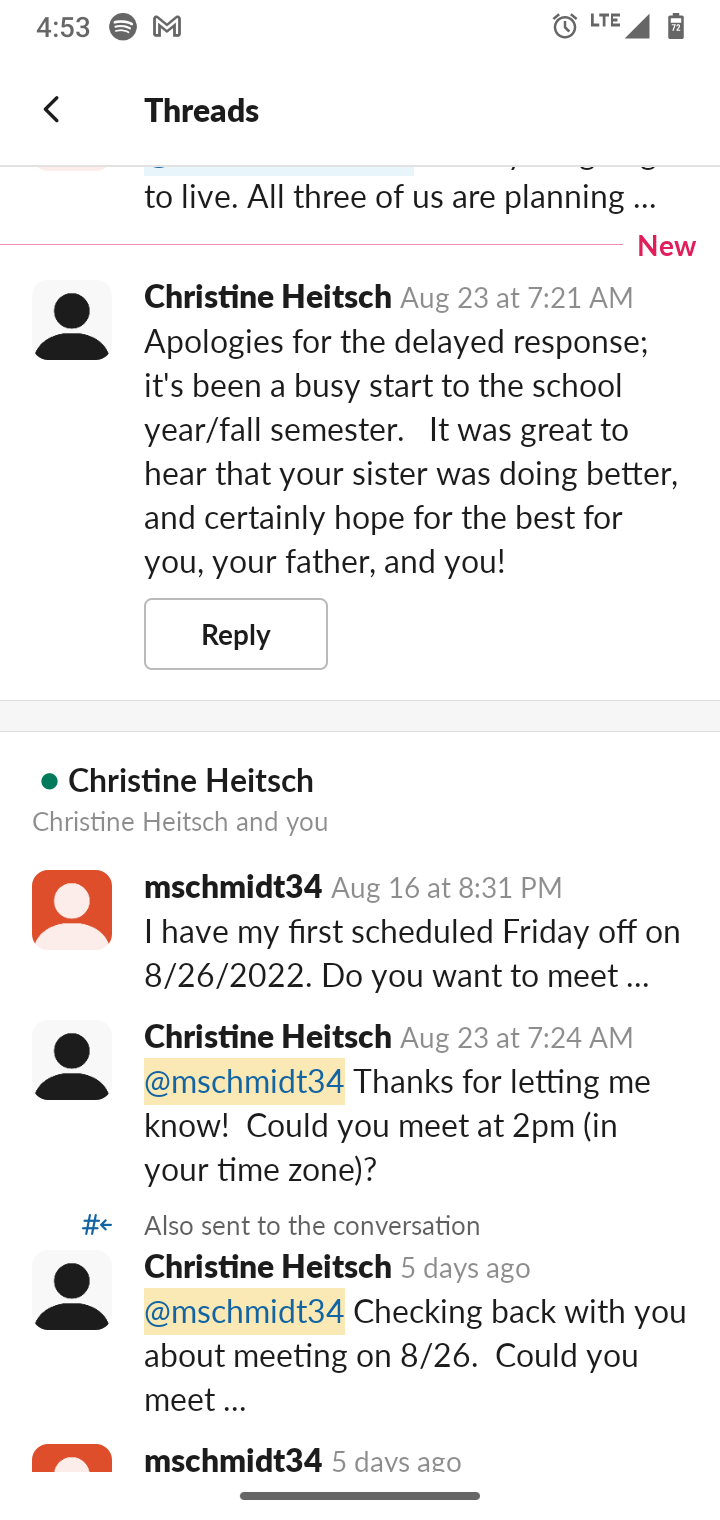 4:53
LTE
72
Threads
to live. All three of us are planning ...
New
Christine Heitsch Aug 23 at 7:21 AM
Apologies for the delayed response;
it's been a busy start to the school
year/fall semester.   It was great to
hear that your sister was doing better,
and certainly hope for the best for
you, your father, and you!
Reply
Christine Heitsch
Christine Heitsch and you
mschmidt34 Aug 16 at 8:31 PM
I have my first scheduled Friday off on
8/26/2022. Do you want to meet ...
Christine Heitsch Aug 23 at 7:24 AM
@mschmidt34 Thanks for letting me
know!  Could you meet at 2pm (in
your time zone)?
Also sent to the conversation
Christine Heitsch 5 days ago
@mschmidt34 Checking back with you
about meeting on 8/26.  Could you
meet ...
mschmidt34 5 days ago